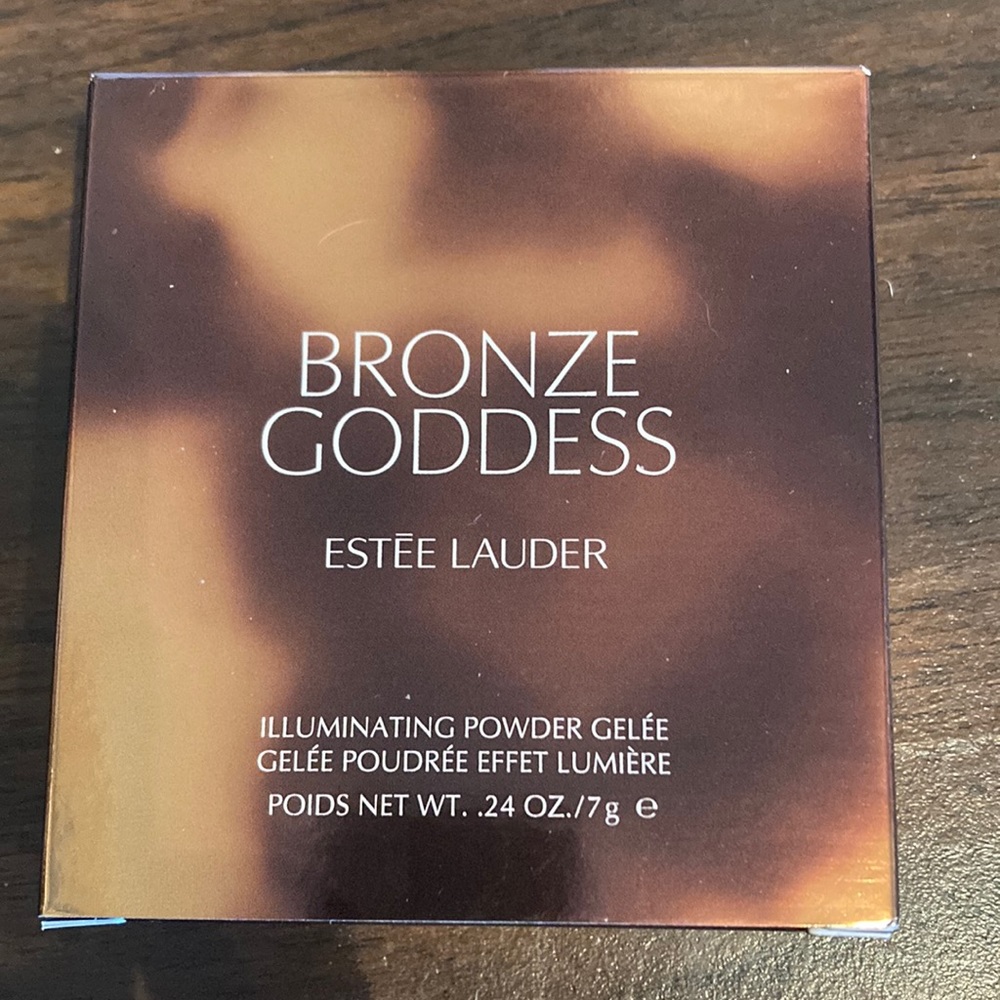 BRONZE
GODDESS
ESTĒE LAUDER
ILLUMINATING POWDER GELÉE
GELÉE POUDRÉE EFFET LUMIÈRE
POIDS NET WT. .24 OZ./7g ℮